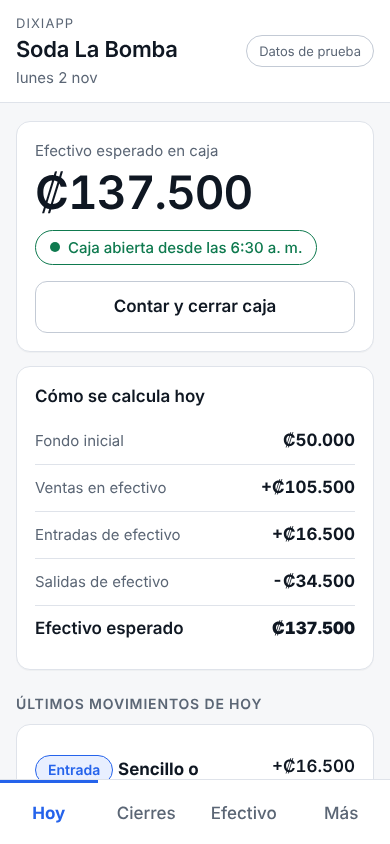 DIXIAPP
Soda La Bomba
lunes 2 nov
Datos de prueba
Efectivo esperado en caja
₡137.500
Caja abierta desde las 6:30 a. m.
Contar y cerrar caja
Cómo se calcula hoy
Fondo inicial ₡50.000
Ventas en efectivo +₡105.500
Entradas de efectivo +₡16.500
Salidas de efectivo -₡34.500
Efectivo esperado ₡137.500
ÚLTIMOS MOVIMIENTOS DE HOY
Entrada Sencillo o +₡16.500
Hoy Cierres Efectivo Más